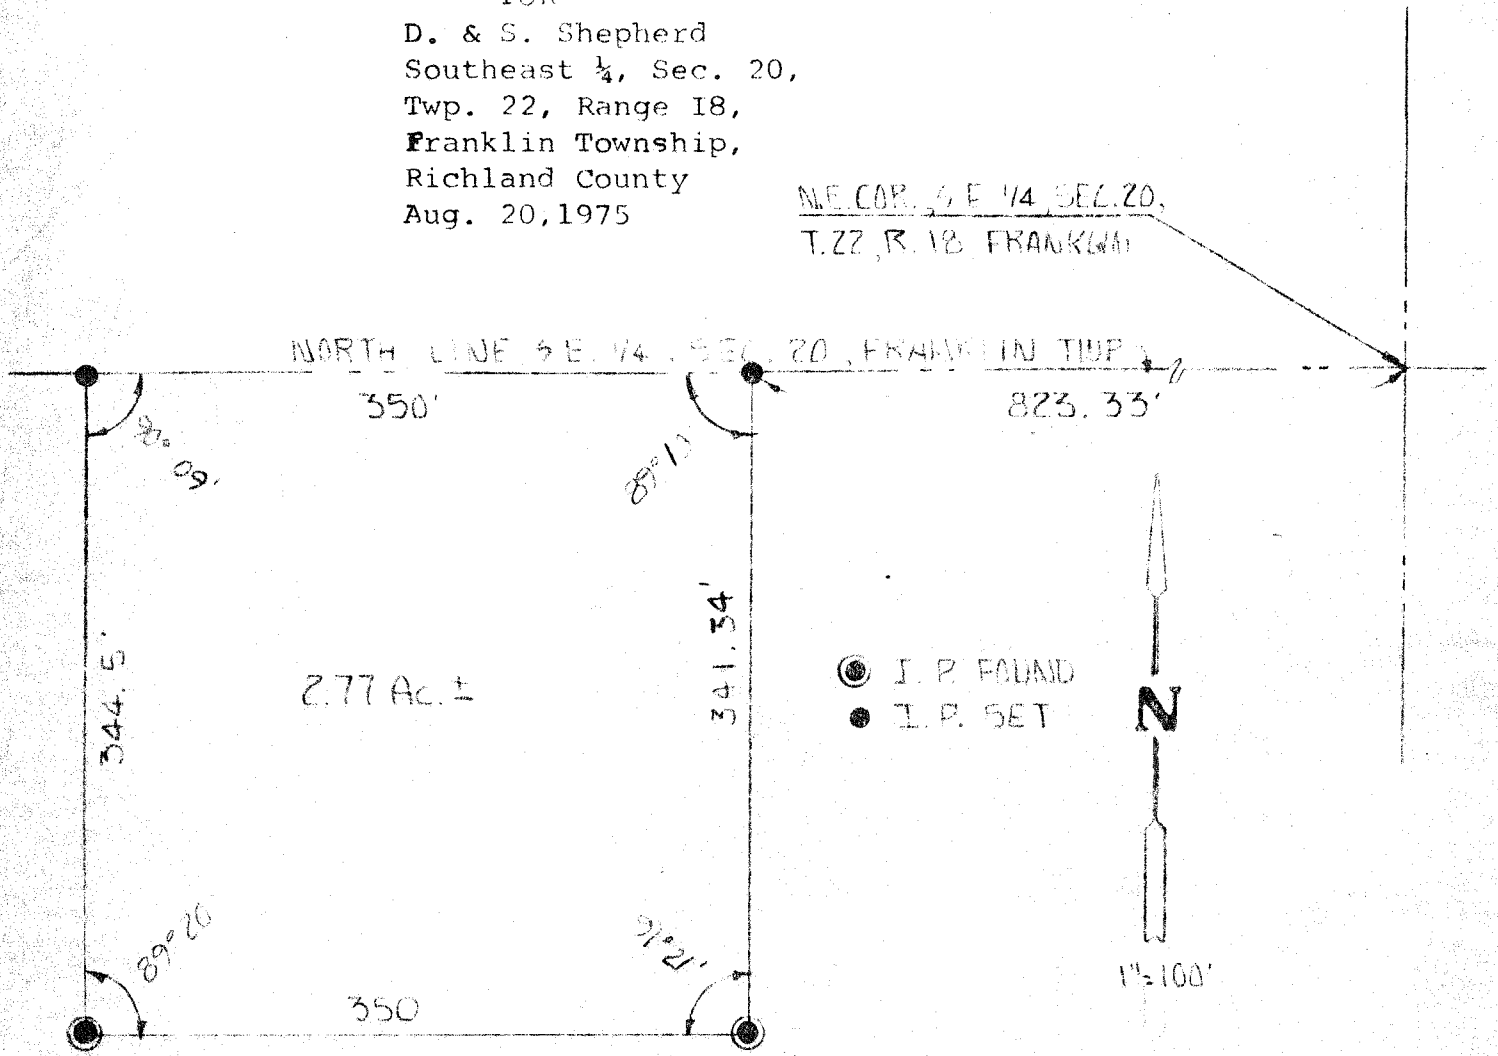 D. & S. Shepherd
Southeast ¼, Sec. 20,
Twp. 22, Range I8,
Franklin Township,
Richland County
Aug. 20,1975
N.E. COR., S E 1/4, SEC. 20,
T. 22, R. 18 FRANKLIN
NORTH LINE S E. 1/4, SEC. 20, FRANKLIN TWP.
350'
823.33'
344.5'
2.77 Ac. ±
341.34'
I. P. FOUND
I. P. SET
N
89°20
350
1"=100'